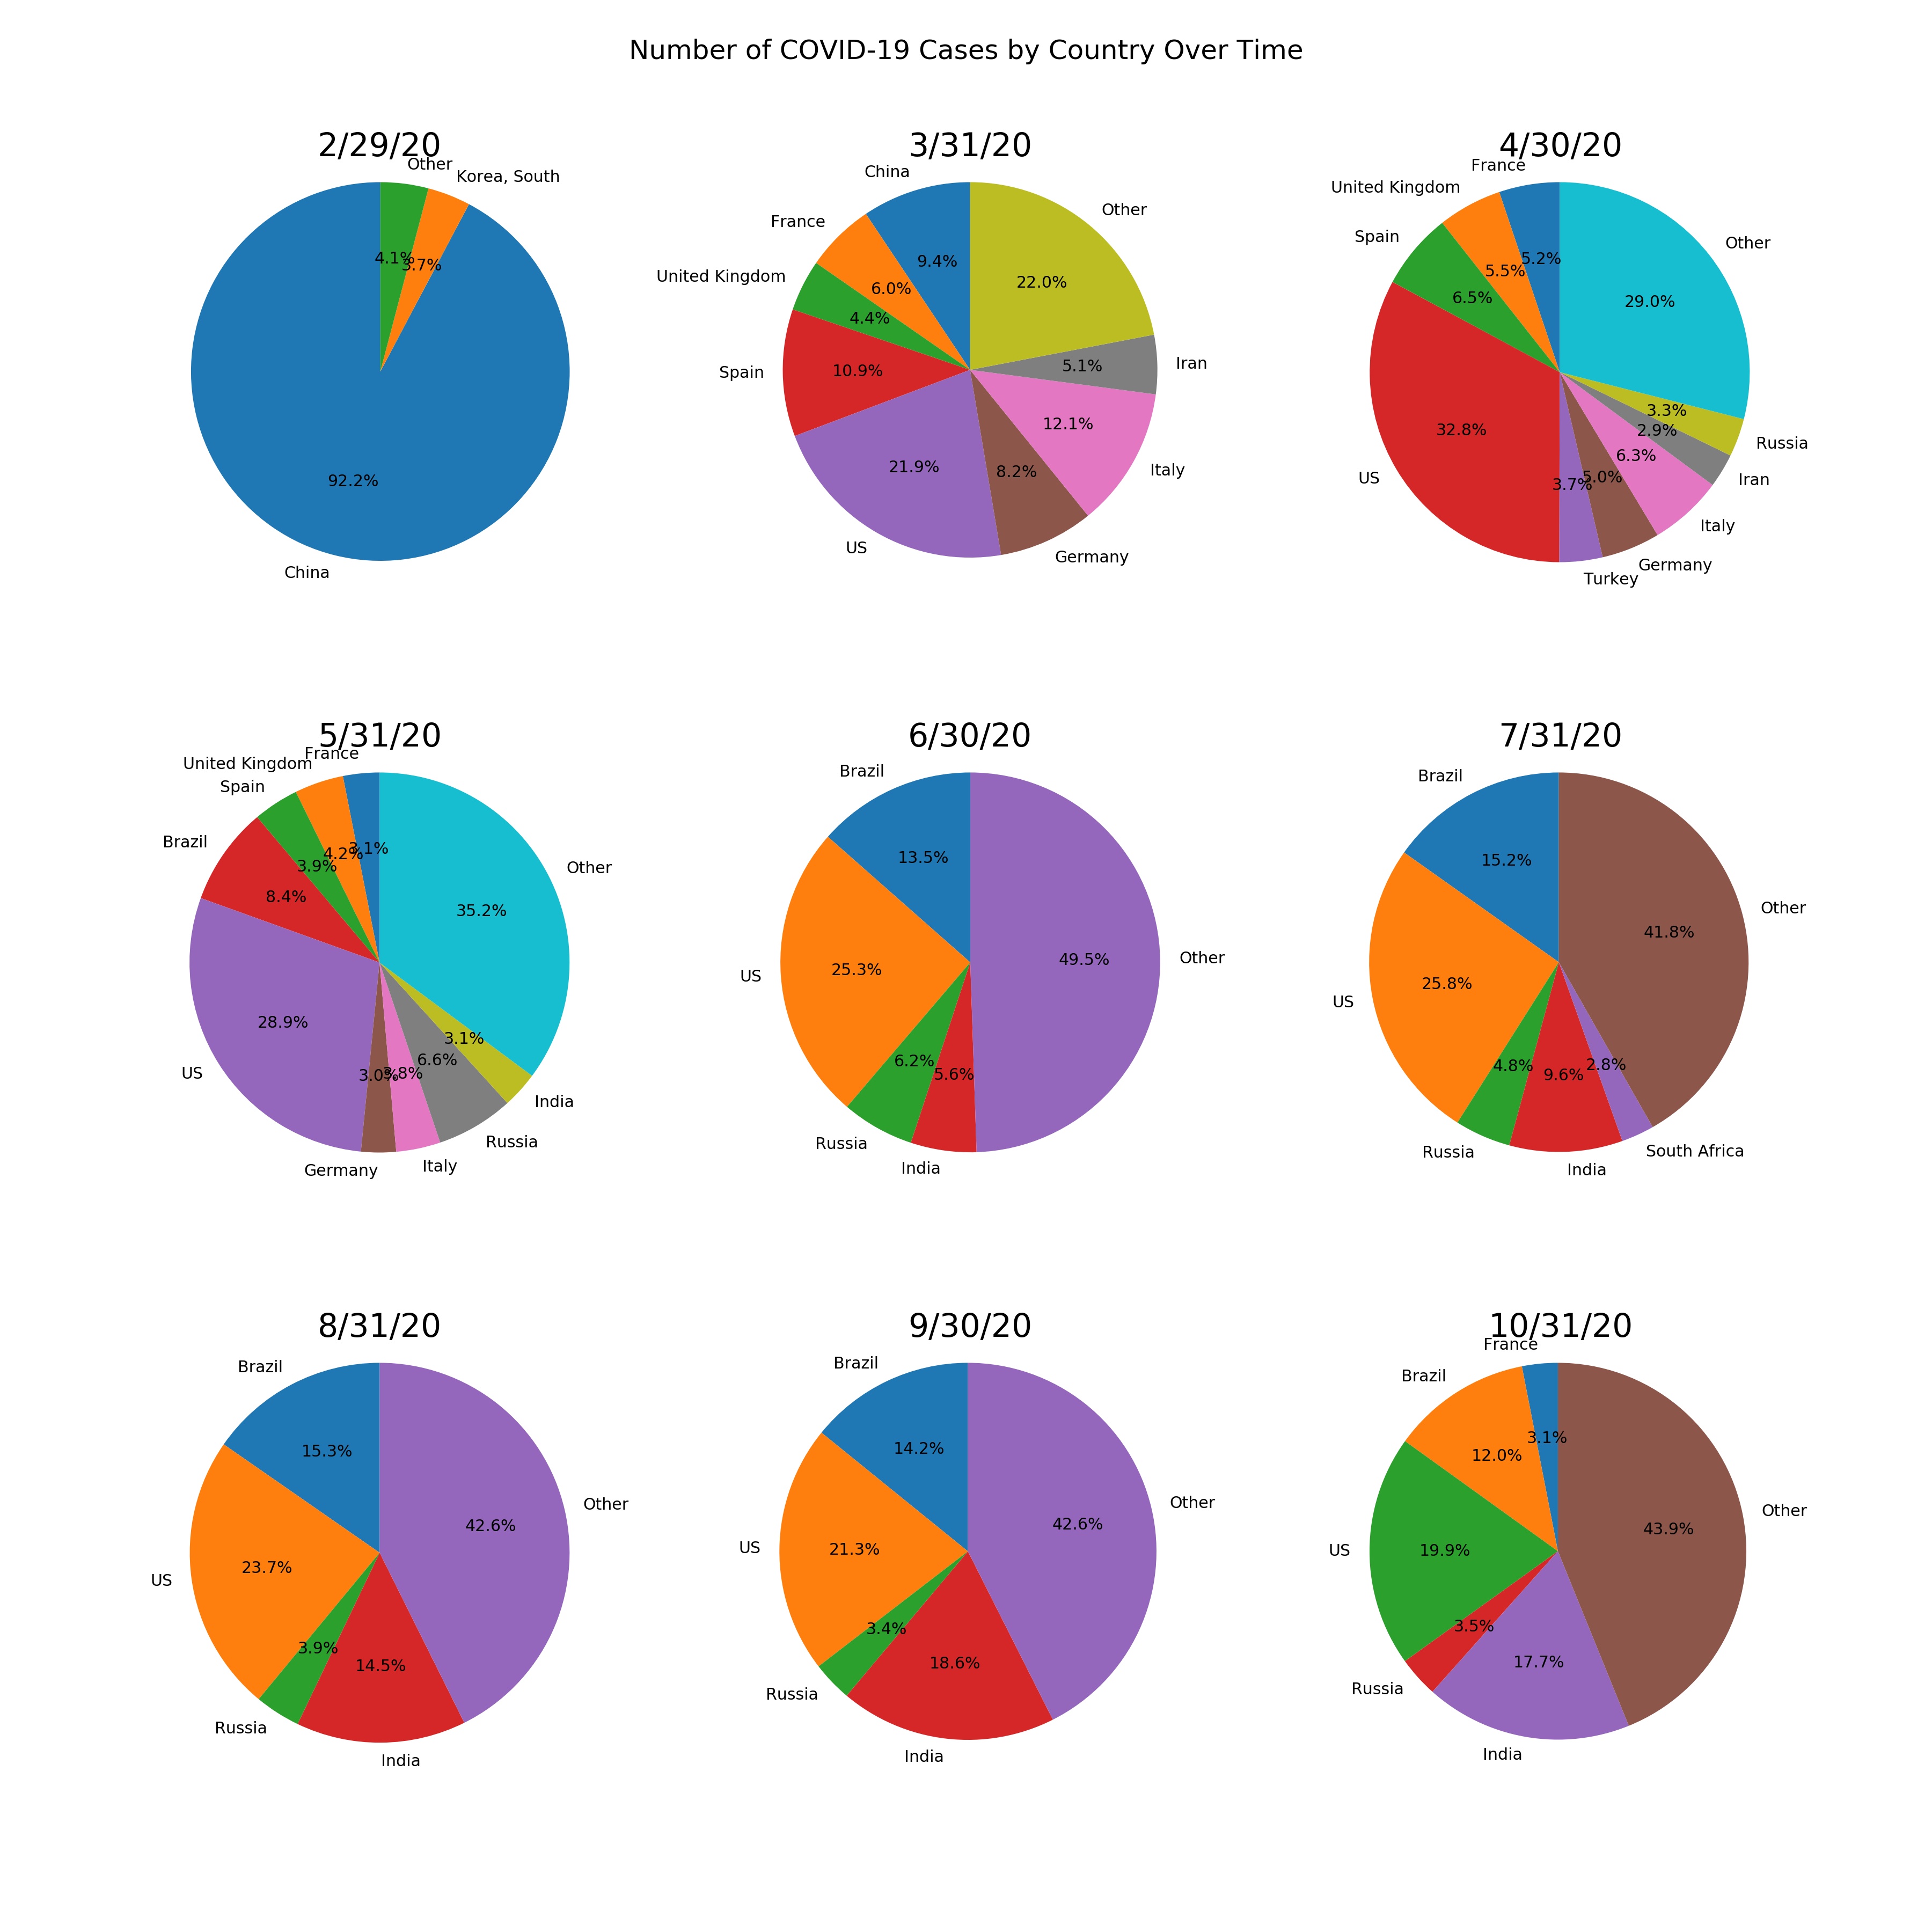 Number of COVID-19 Cases by Country Over Time
2/29/20
Other
Korea, South
4.1%
3.7%
92.2%
China
3/31/20
China
Other
France
9.4%
22.0%
United Kingdom
6.0%
4.4%
Iran
5.1%
Spain
10.9%
12.1%
21.9%
8.2%
Italy
US
Germany
4/30/20
France
United Kingdom
Spain
Other
5.2%
5.5%
6.5%
29.0%
3.3%
32.8%
2.9%
Russia
6.3%
US
5.0%
Iran
3.7%
Italy
Germany
Turkey
5/31/20
France
United Kingdom
Spain
Brazil
3.1%
4.2%
3.9%
Other
8.4%
35.2%
28.9%
3.1%
6.6%
US
3.0%
3.8%
India
Russia
Italy
Germany
6/30/20
Brazil
13.5%
Other
49.5%
US
25.3%
6.2%
5.6%
Russia
India
7/31/20
Brazil
15.2%
Other
41.8%
25.8%
US
4.8%
9.6%
2.8%
Russia
South Africa
India
8/31/20
Brazil
15.3%
Other
42.6%
23.7%
US
3.9%
14.5%
Russia
India
9/30/20
Brazil
14.2%
Other
42.6%
US
21.3%
3.4%
18.6%
Russia
India
10/31/20
France
Brazil
3.1%
12.0%
Other
43.9%
US
19.9%
3.5%
17.7%
Russia
India